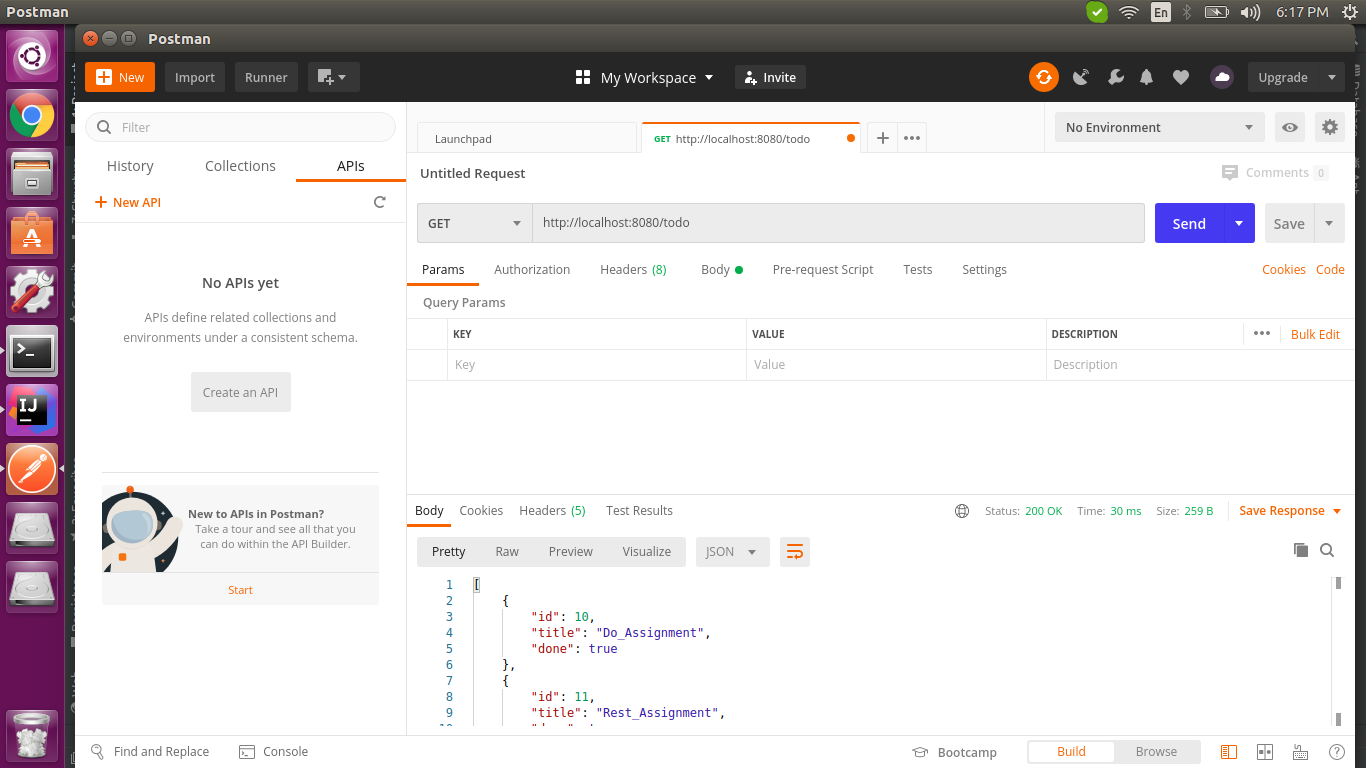 Postman
En
6:17 PM
Postman
New
Import
Runner
My Workspace
Invite
Upgrade
Filter
History
Collections
APIs
New API
No APIs yet
APIs define related collections and
environments under a consistent schema.
Create an API
New to APIs in Postman?
Take a tour and see all that you
can do within the API Builder.
Start
Launchpad
GET http://localhost:8080/todo
No Environment
Untitled Request
Comments 0
GET
http://localhost:8080/todo
Send
Save
Params
Authorization
Headers (8)
Body
Pre-request Script
Tests
Settings
Cookies
Code
Query Params
KEY
VALUE
DESCRIPTION
Bulk Edit
Key
Value
Description
Body
Cookies
Headers (5)
Test Results
Status: 200 OK
Time: 30 ms
Size: 259 B
Save Response
Pretty
Raw
Preview
Visualize
JSON
1 [
2 {
3 "id": 10,
4 "title": "Do_Assignment",
5 "done": true
6 },
7 {
8 "id": 11,
9 "title": "Rest_Assignment",
Find and Replace
Console
Bootcamp
Build
Browse